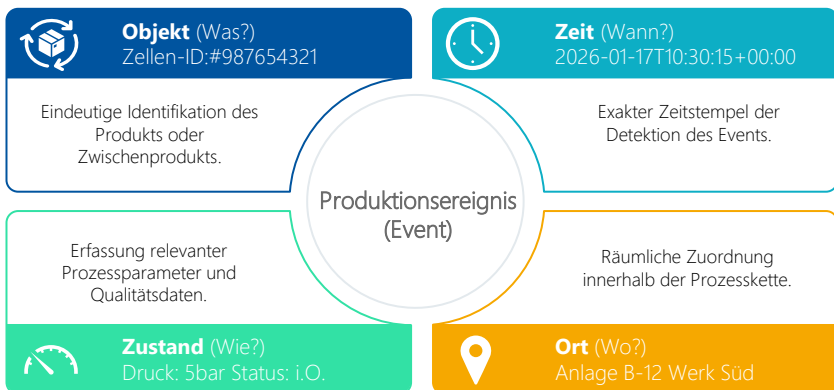 Objekt (Was?)
Zellen-ID:#987654321
Eindeutige Identifikation des
Produkts oder
Zwischenprodukts.
Zeit (Wann?)
2026-01-17T10:30:15+00:00
Exakter Zeitstempel der
Detektion des Events.
Produktionsereignis
(Event)
Erfassung relevanter
Prozessparameter und
Qualitätsdaten.
Zustand (Wie?)
Druck: 5bar Status: i.O.
Räumliche Zuordnung
innerhalb der Prozesskette.
Ort (Wo?)
Anlage B-12 Werk Süd